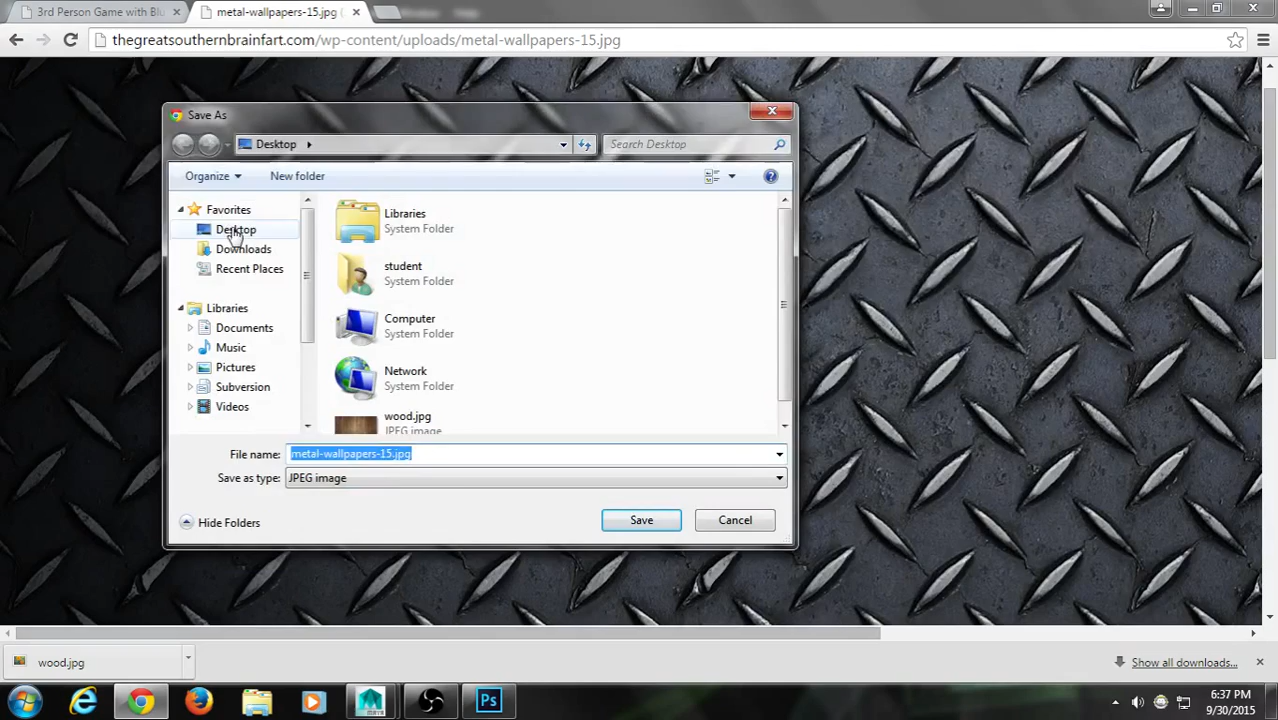 3rd Person Game with Blu
metal-wallpapers-15.jpg (
thegreatsouthernbrainfart.com/wp-content/uploads/metal-wallpapers-15.jpg
Save As
Desktop
Search Desktop
Organize
New folder
Favorites
Desktop
Downloads
Recent Places
Libraries
Documents
Music
Pictures
Subversion
Videos
Libraries
System Folder
student
System Folder
Computer
System Folder
Network
System Folder
wood.jpg
JPEG image
File name: metal-wallpapers-15.jpg
Save as type: JPEG image
Hide Folders
Save
Cancel
wood.jpg
Show all downloads...
MAYA
Ps
6:37 PM
9/30/2015